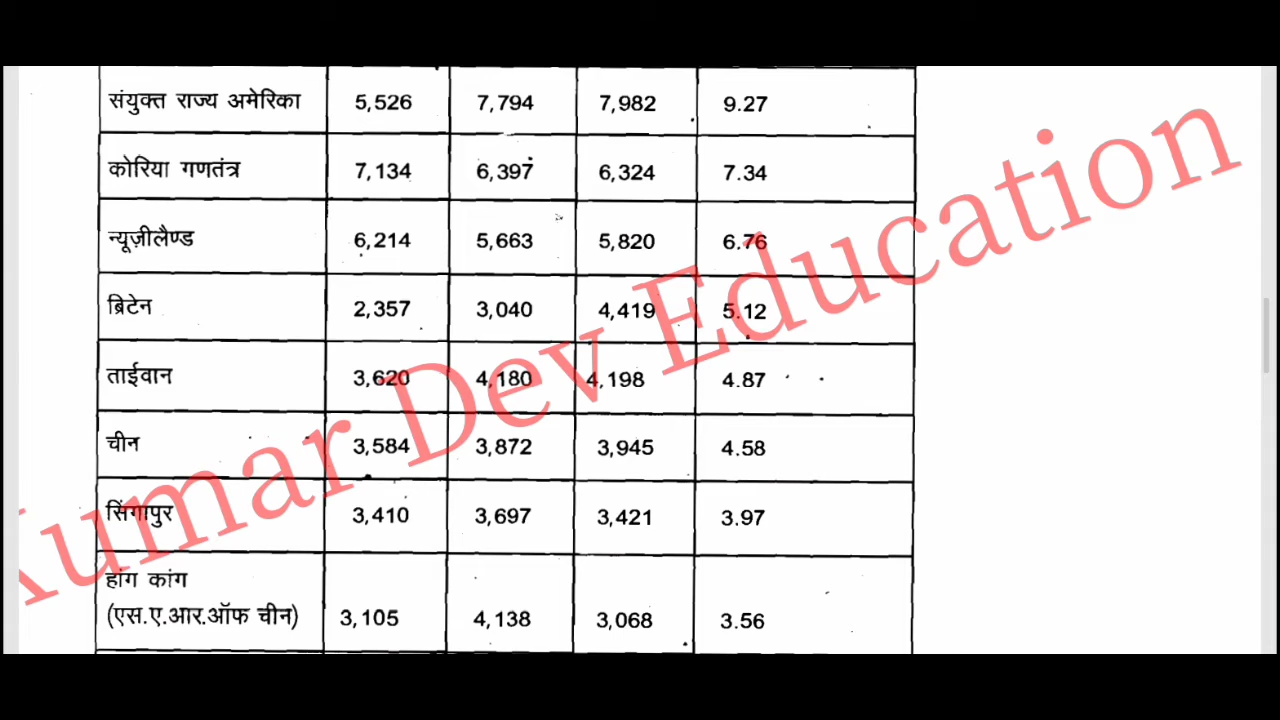 संयुक्त राज्य अमेरिका 5,526 7,794 7,982 9.27
कोरिया गणतंत्र 7,134 6,397 6,324 7.34
न्यूज़ीलैण्ड 6,214 5,663 5,820 6.76
ब्रिटेन 2,357 3,040 4,419 5.12
ताईवान 3,620 4,180 4,198 4.87
चीन 3,584 3,872 3,945 4.58
सिंगापुर 3,410 3,697 3,421 3.97
हांग कांग
(एस.ए.आर.ऑफ चीन) 3,105 4,138 3,068 3.56
Kumar Dev Education